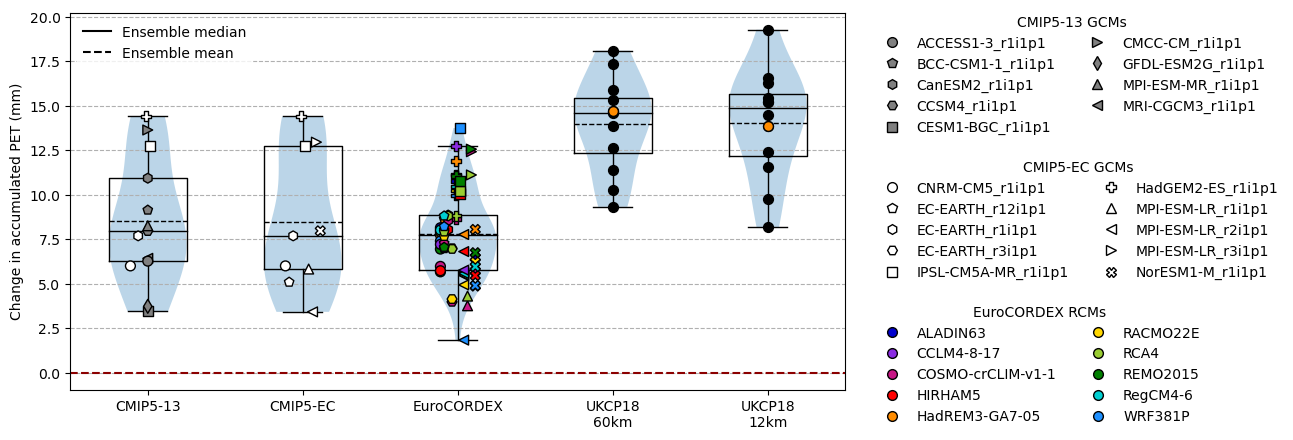 Change in accumulated PET (mm)
20.0
17.5
15.0
12.5
10.0
7.5
5.0
2.5
0.0
Ensemble median
Ensemble mean
CMIP5-13
CMIP5-EC
EuroCORDEX
UKCP18
60km
UKCP18
12km
CMIP5-13 GCMs
ACCESS1-3_r1i1p1
BCC-CSM1-1_r1i1p1
CanESM2_r1i1p1
CCSM4_r1i1p1
CESM1-BGC_r1i1p1
CMCC-CM_r1i1p1
GFDL-ESM2G_r1i1p1
MPI-ESM-MR_r1i1p1
MRI-CGCM3_r1i1p1
CMIP5-EC GCMs
CNRM-CM5_r1i1p1
EC-EARTH_r12i1p1
EC-EARTH_r1i1p1
EC-EARTH_r3i1p1
IPSL-CM5A-MR_r1i1p1
HadGEM2-ES_r1i1p1
MPI-ESM-LR_r1i1p1
MPI-ESM-LR_r2i1p1
MPI-ESM-LR_r3i1p1
NorESM1-M_r1i1p1
EuroCORDEX RCMs
ALADIN63
CCLM4-8-17
COSMO-crCLIM-v1-1
HIRHAM5
HadREM3-GA7-05
RACMO22E
RCA4
REMO2015
RegCM4-6
WRF381P